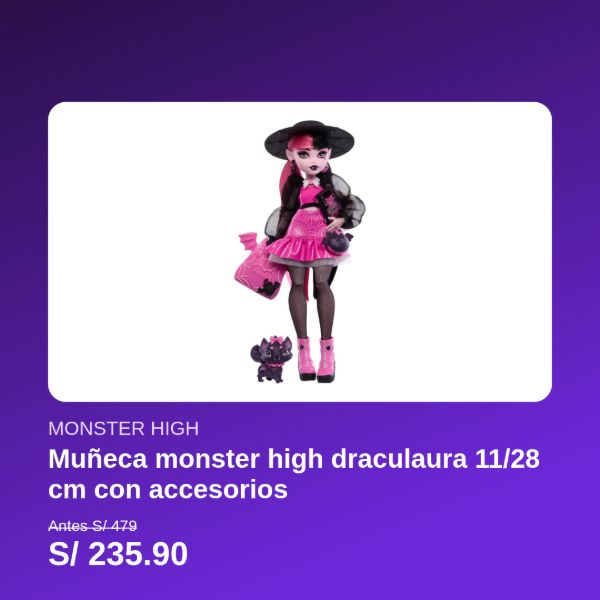 MONSTER HIGH
Muñeca monster high draculaura 11/28
cm con accesorios
Antes S/ 479
S/ 235.90